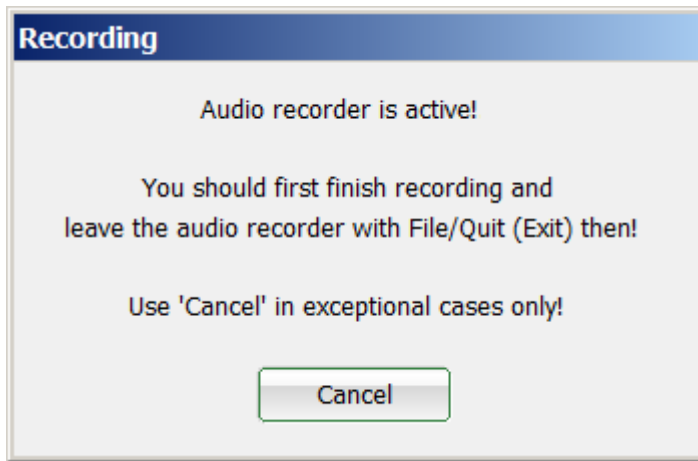 Recording
Audio recorder is active!
You should first finish recording and
leave the audio recorder with File/Quit (Exit) then!
Use 'Cancel' in exceptional cases only!
Cancel